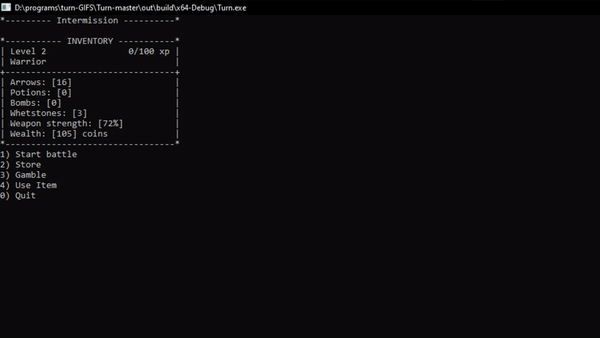 D:\programs\turn-GIFS\Turn-master\out\build\x64-Debug\Turn.exe
*--------- Intermission ----------*
*----------- INVENTORY -----------*
| Level 2                0/100 xp |
| Warrior                         |
+---------------------------------+
| Arrows: [16]                    |
| Potions: [0]                    |
| Bombs: [0]                      |
| Whetstones: [3]                 |
| Weapon strength: [72%]          |
| Wealth: [105] coins             |
*---------------------------------*
1) Start battle
2) Store
3) Gamble
4) Use Item
0) Quit